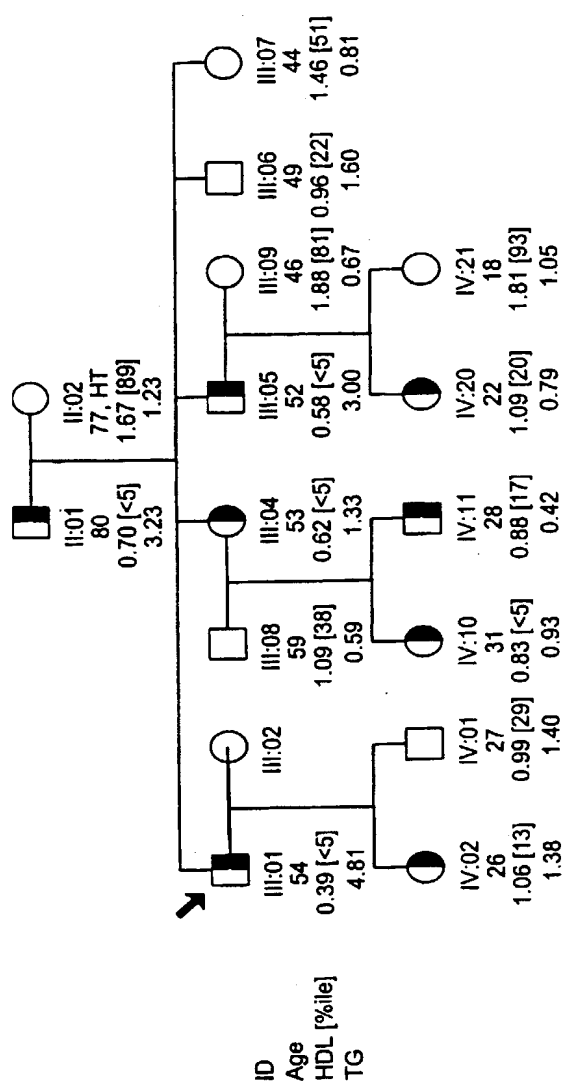 II:01
80
0.70 [<5]
3.23
II:02
77, HT
1.67 [89]
1.23
ID
Age
HDL [%ile]
TG
III:01
54
0.39 [<5]
4.81
III:02
III:08
59
1.09 [38]
0.59
III:04
53
0.62 [<5]
1.33
III:05
52
0.58 [<5]
3.00
III:09
46
1.88 [81]
0.67
III:06
49
0.96 [22]
1.60
III:07
44
1.46 [51]
0.81
IV:02
26
1.06 [13]
1.38
IV:01
27
0.99 [29]
1.40
IV:10
31
0.83 [<5]
0.93
IV:11
28
0.88 [17]
0.42
IV:20
22
1.09 [20]
0.79
IV:21
18
1.81 [93]
1.05